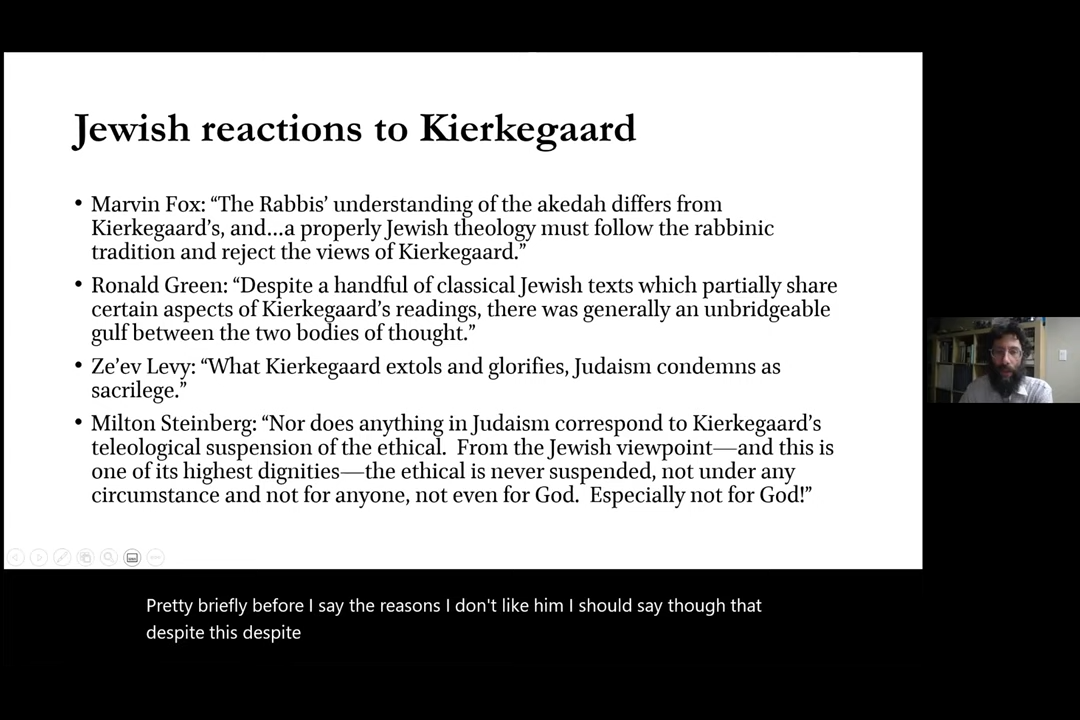 Jewish reactions to Kierkegaard
• Marvin Fox: “The Rabbis’ understanding of the akedah differs from
Kierkegaard’s, and...a properly Jewish theology must follow the rabbinic
tradition and reject the views of Kierkegaard.”
• Ronald Green: “Despite a handful of classical Jewish texts which partially share
certain aspects of Kierkegaard’s readings, there was generally an unbridgeable
gulf between the two bodies of thought.”
• Ze’ev Levy: “What Kierkegaard extols and glorifies, Judaism condemns as
sacrilege.”
• Milton Steinberg: “Nor does anything in Judaism correspond to Kierkegaard’s
teleological suspension of the ethical.  From the Jewish viewpoint—and this is
one of its highest dignities—the ethical is never suspended, not under any
circumstance and not for anyone, not even for God.  Especially not for God!”
Pretty briefly before I say the reasons I don't like him I should say though that
despite this despite